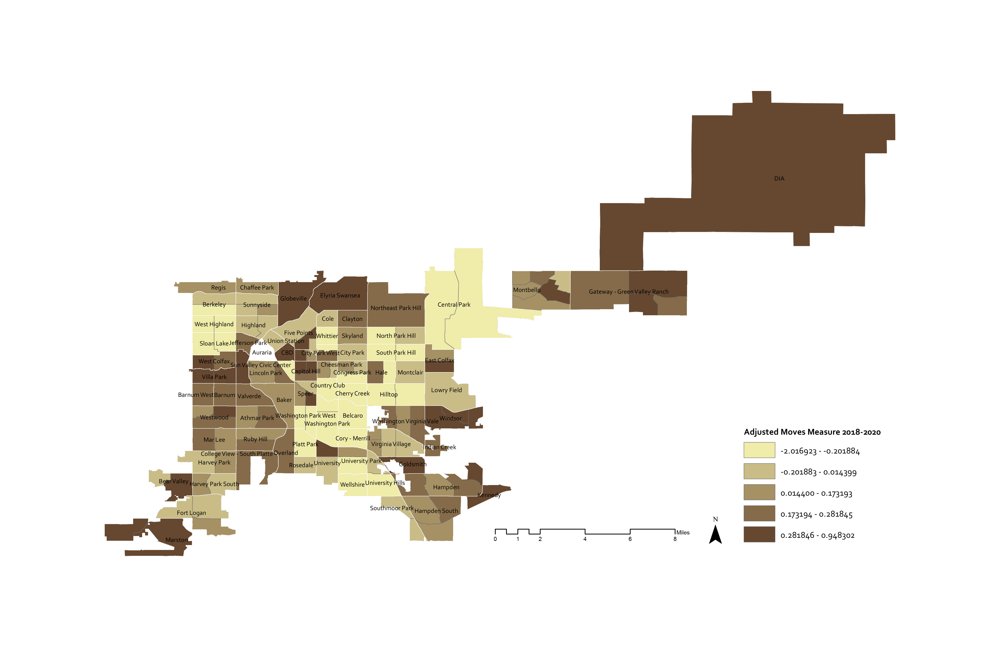 DIA
Regis
Chaffee Park
Globeville
Elyria Swansea
Montbello
Gateway - Green Valley Ranch
Berkeley
Sunnyside
Northeast Park Hill
Central Park
Cole
Clayton
West Highland
Highland
Five Points
Whittier
Skyland
North Park Hill
Sloan Lake
Jefferson Park
Union Station
Auraria
CBD
City Park West
City Park
South Park Hill
East Colfax
West Colfax
Sun Valley
Civic Center
Cheesman Park
Lincoln Park
Capitol Hill
Congress Park
Hale
Montclair
Villa Park
Country Club
Lowry Field
Barnum West
Barnum
Valverde
Baker
Speer
Cherry Creek
Hilltop
Westwood
Athmar Park
Washington Park West
Belcaro
Washington Virginia Vale
Windsor
Washington Park
Mar Lee
Ruby Hill
Platt Park
Cory - Merrill
Virginia Village
Indian Creek
College View - South Platte
Overland
Harvey Park
Rosedale
University
University Park
Goldsmith
Bear Valley
Harvey Park South
Wellshire
University Hills
Hampden
Kennedy
Fort Logan
Southmoor Park
Hampden South
Marston
0 1 2 4 6 8
Miles
N
Adjusted Moves Measure 2018-2020
-2.016923 - -0.201884
-0.201883 - 0.014399
0.014400 - 0.173193
0.173194 - 0.281845
0.281846 - 0.948302